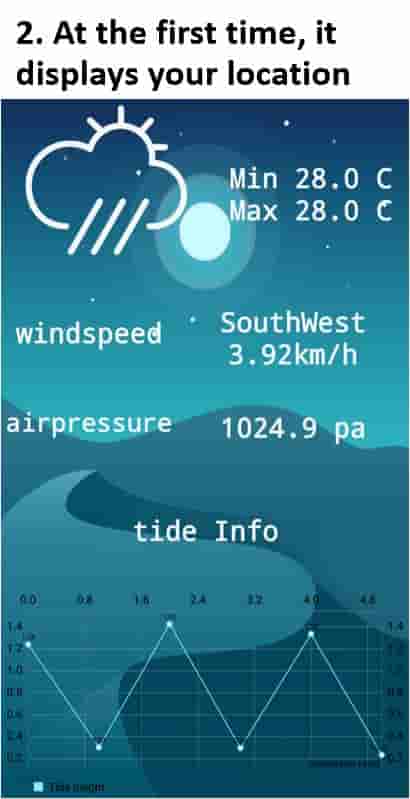 2. At the first time, it
displays your location
Min 28.0 C
Max 28.0 C
windspeed
SouthWest
3.92km/h
airpressure
1024.9 pa
tide Info
0.0 0.8 1.6 2.4 3.2 4.0 4.8
1.4 1.4
1.2 1.2
1.0 1.0
0.8 0.8
0.6 0.6
0.4 0.4
0.2 0.2
Tide height